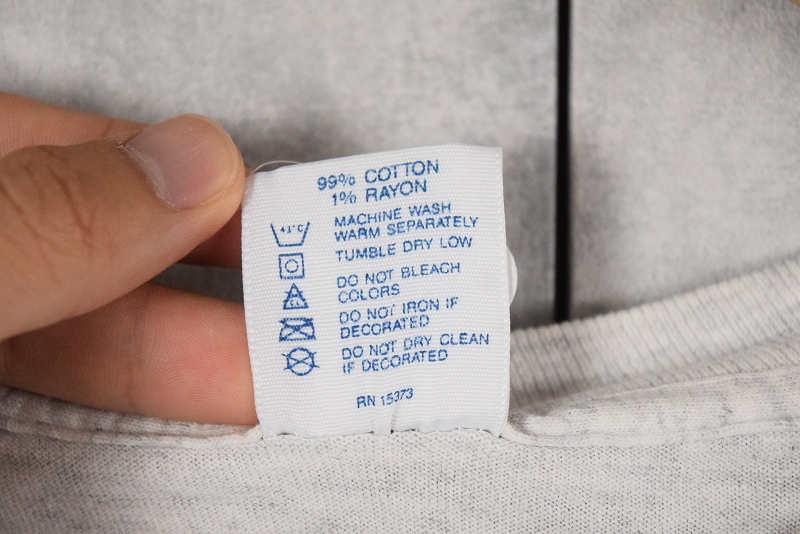 99% COTTON
1% RAYON
41°C
MACHINE WASH
WARM SEPARATELY
TUMBLE DRY LOW
DO NOT BLEACH
COLORS
DO NOT IRON IF
DECORATED
DO NOT DRY CLEAN
IF DECORATED
RN 15373